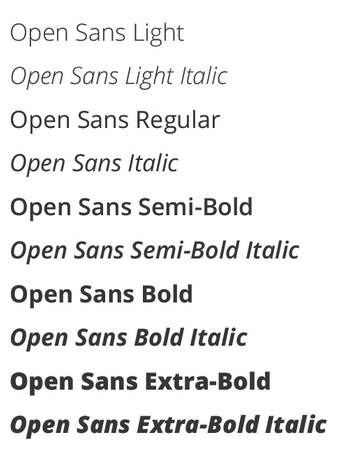 Open Sans Light
Open Sans Light Italic
Open Sans Regular
Open Sans Italic
Open Sans Semi-Bold
Open Sans Semi-Bold Italic
Open Sans Bold
Open Sans Bold Italic
Open Sans Extra-Bold
Open Sans Extra-Bold Italic